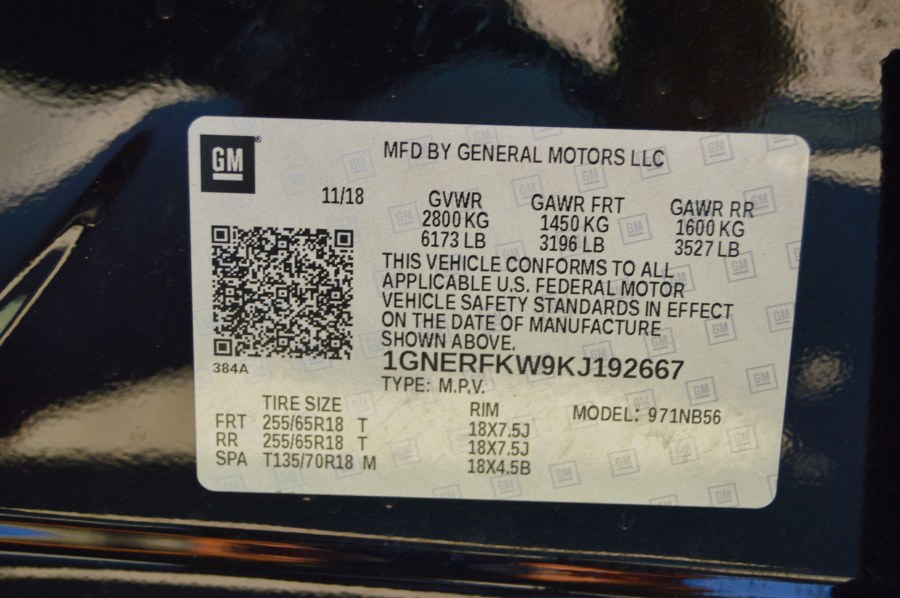 GM
MFD BY GENERAL MOTORS LLC
11/18
GVWR GAWR FRT GAWR RR
2800 KG 1450 KG 1600 KG
6173 LB 3196 LB 3527 LB
THIS VEHICLE CONFORMS TO ALL
APPLICABLE U.S. FEDERAL MOTOR
VEHICLE SAFETY STANDARDS IN EFFECT
ON THE DATE OF MANUFACTURE
SHOWN ABOVE.
384A
1GNERFKW9KJ192667
TYPE: M.P.V.
TIRE SIZE RIM MODEL: 971NB56
FRT 255/65R18 T 18X7.5J
RR 255/65R18 T 18X7.5J
SPA T135/70R18 M 18X4.5B